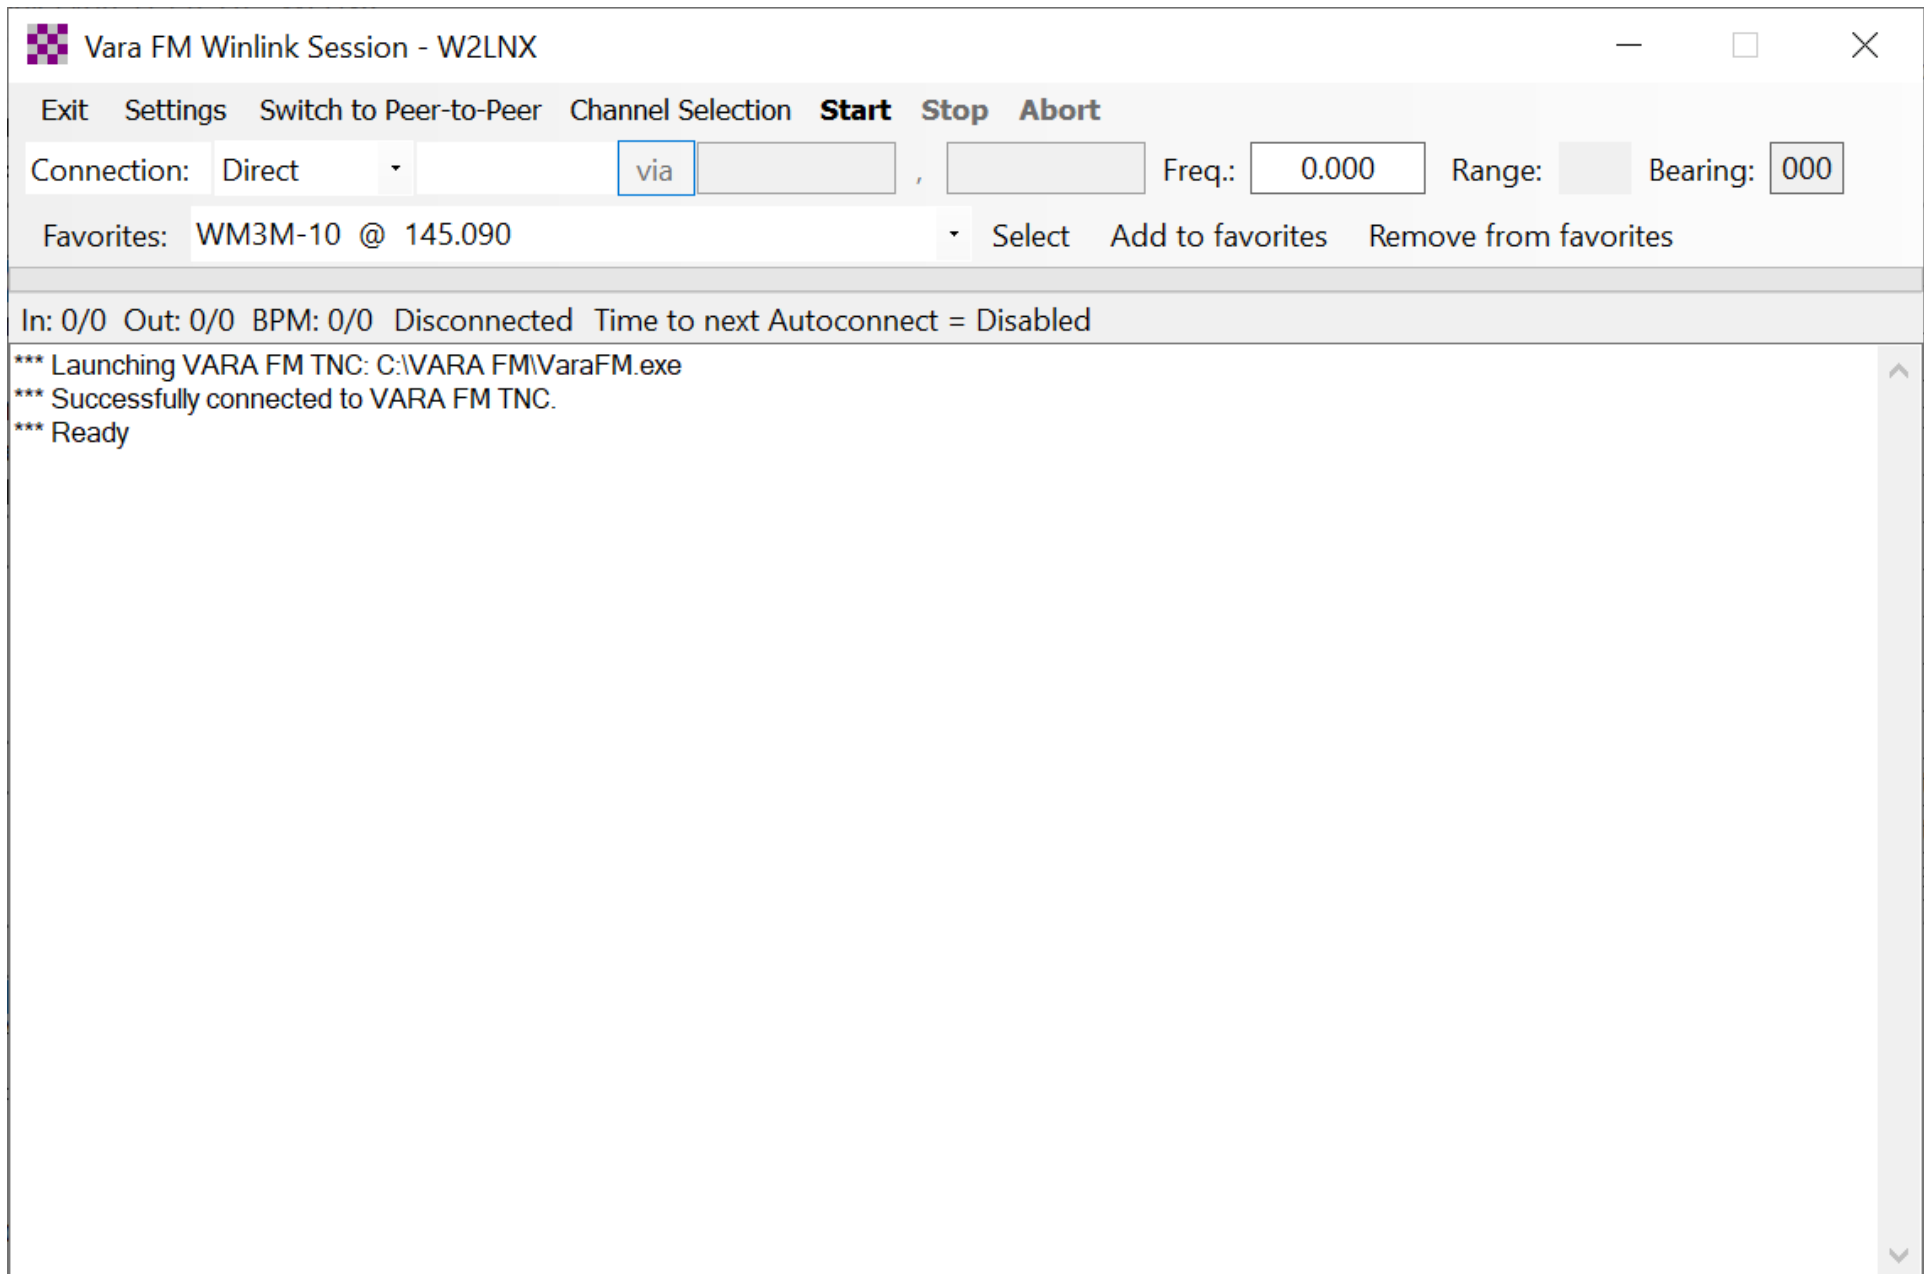 Vara FM Winlink Session - W2LNX
Exit Settings Switch to Peer-to-Peer Channel Selection Start Stop Abort
Connection: Direct via , Freq.: 0.000 Range: Bearing: 000
Favorites: WM3M-10 @ 145.090 Select Add to favorites Remove from favorites
In: 0/0 Out: 0/0 BPM: 0/0 Disconnected Time to next Autoconnect = Disabled
*** Launching VARA FM TNC: C:\VARA FM\VaraFM.exe
*** Successfully connected to VARA FM TNC.
*** Ready